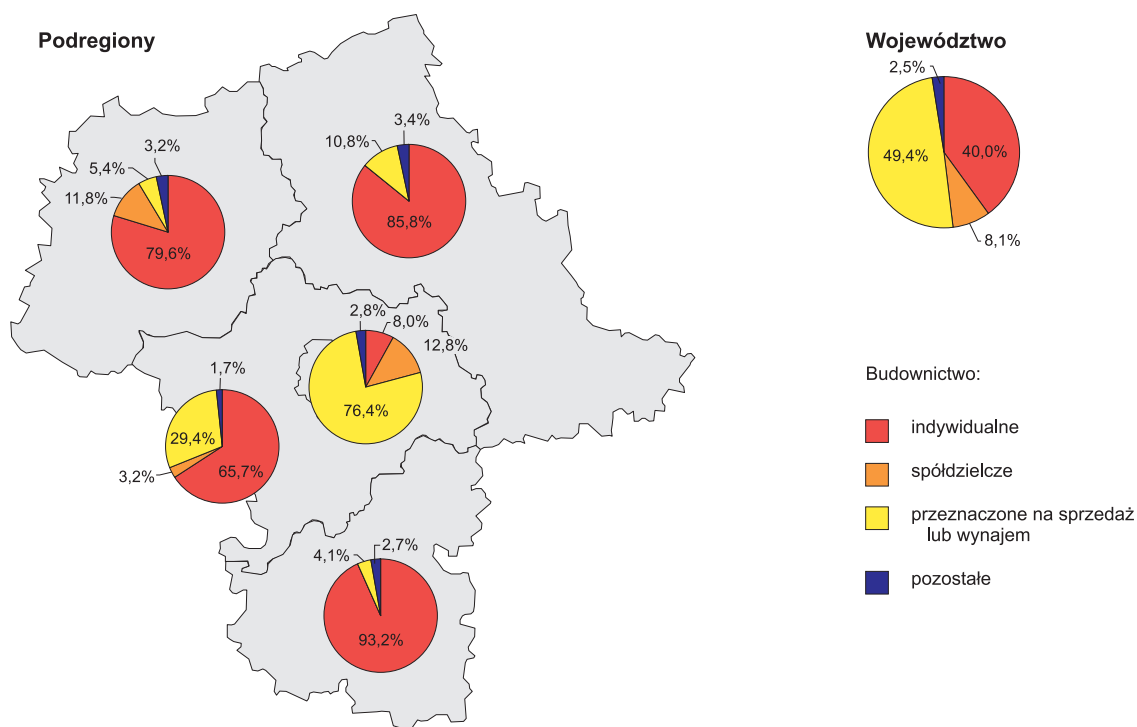 Podregiony
Województwo
2,5%
49,4%
40,0%
8,1%
3,2%
5,4%
11,8%
79,6%
3,4%
10,8%
85,8%
2,8%
8,0%
12,8%
76,4%
1,7%
29,4%
3,2%
65,7%
2,7%
4,1%
93,2%
Budownictwo:
indywidualne
spółdzielcze
przeznaczone na sprzedaż
lub wynajem
pozostałe